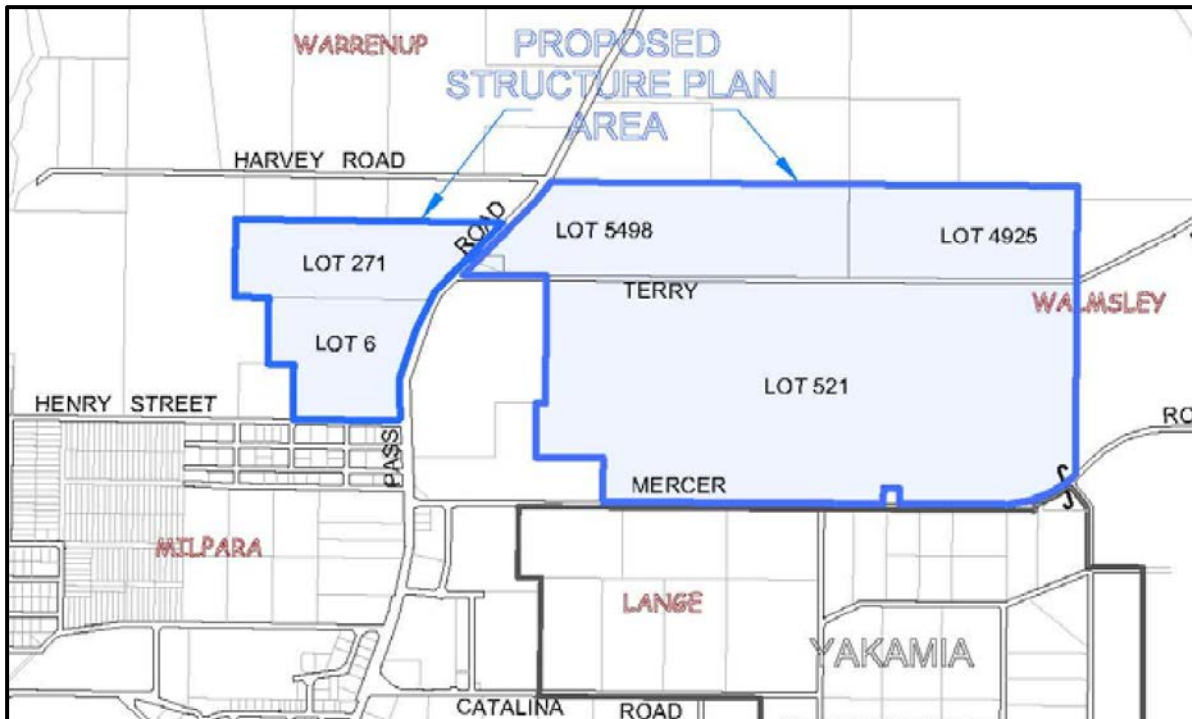 WARRENUP
PROPOSED
STRUCTURE PLAN
AREA
HARVEY ROAD
ROAD
LOT 5498
LOT 4925
LOT 271
TERRY
WALMSLEY
LOT 6
LOT 521
HENRY STREET
RO
PASS
MERCER
MILPARA
LANGE
YAKAMIA
CATALINA ROAD